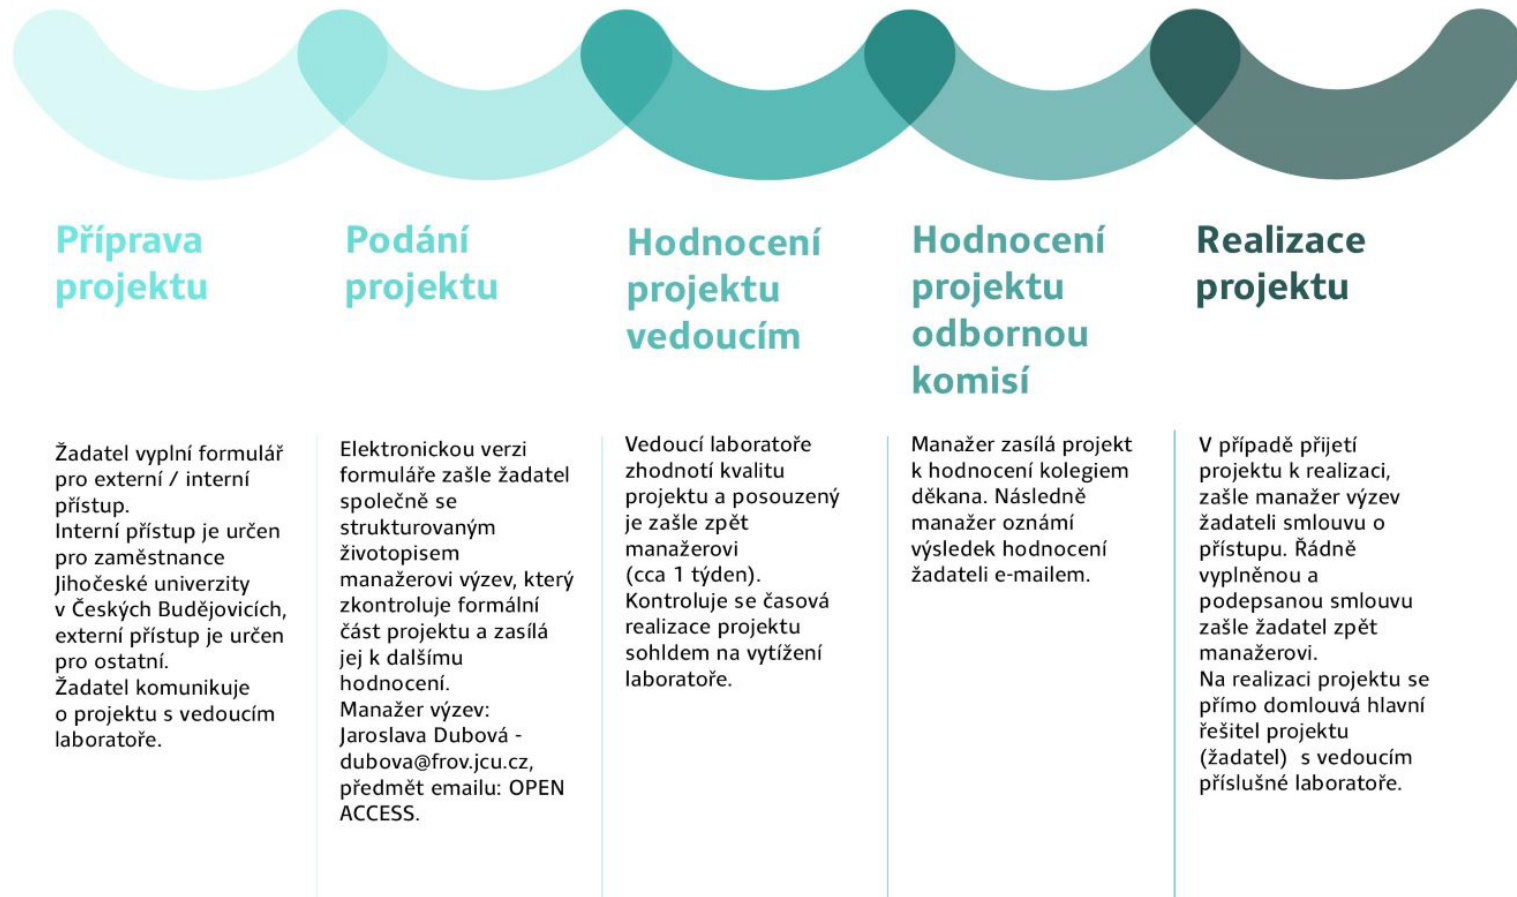 Příprava
projektu
Žadatel vyplní formulář
pro externí / interní
přístup.
Interní přístup je určen
pro zaměstnance
Jihočeské univerzity
v Českých Budějovicích,
externí přístup je určen
pro ostatní.
Žadatel komunikuje
o projektu s vedoucím
laboratoře.
Podání
projektu
Elektronickou verzi
formuláře zašle žadatel
společně se
strukturovaným
životopisem
manažerovi výzev, který
zkontroluje formální
část projektu a zasílá
jej k dalšímu
hodnocení.
Manažer výzev:
Jaroslava Dubová -
dubova@frov.jcu.cz,
předmět emailu: OPEN
ACCESS.
Hodnocení
projektu
vedoucím
Vedoucí laboratoře
zhodnotí kvalitu
projektu a posouzený
je zašle zpět
manažerovi
(cca 1 týden).
Kontroluje se časová
realizace projektu
sohldem na vytížení
laboratoře.
Hodnocení
projektu
odbornou
komisí
Manažer zasílá projekt
k hodnocení kolegiem
děkana. Následně
manažer oznámí
výsledek hodnocení
žadateli e-mailem.
Realizace
projektu
V případě přijetí
projektu k realizaci,
zašle manažer výzev
žadateli smlouvu o
přístupu. Řádně
vyplněnou a
podepsanou smlouvu
zašle žadatel zpět
manažerovi.
Na realizaci projektu se
přímo domlouvá hlavní
řešitel projektu
(žadatel)  s vedoucím
příslušné laboratoře.